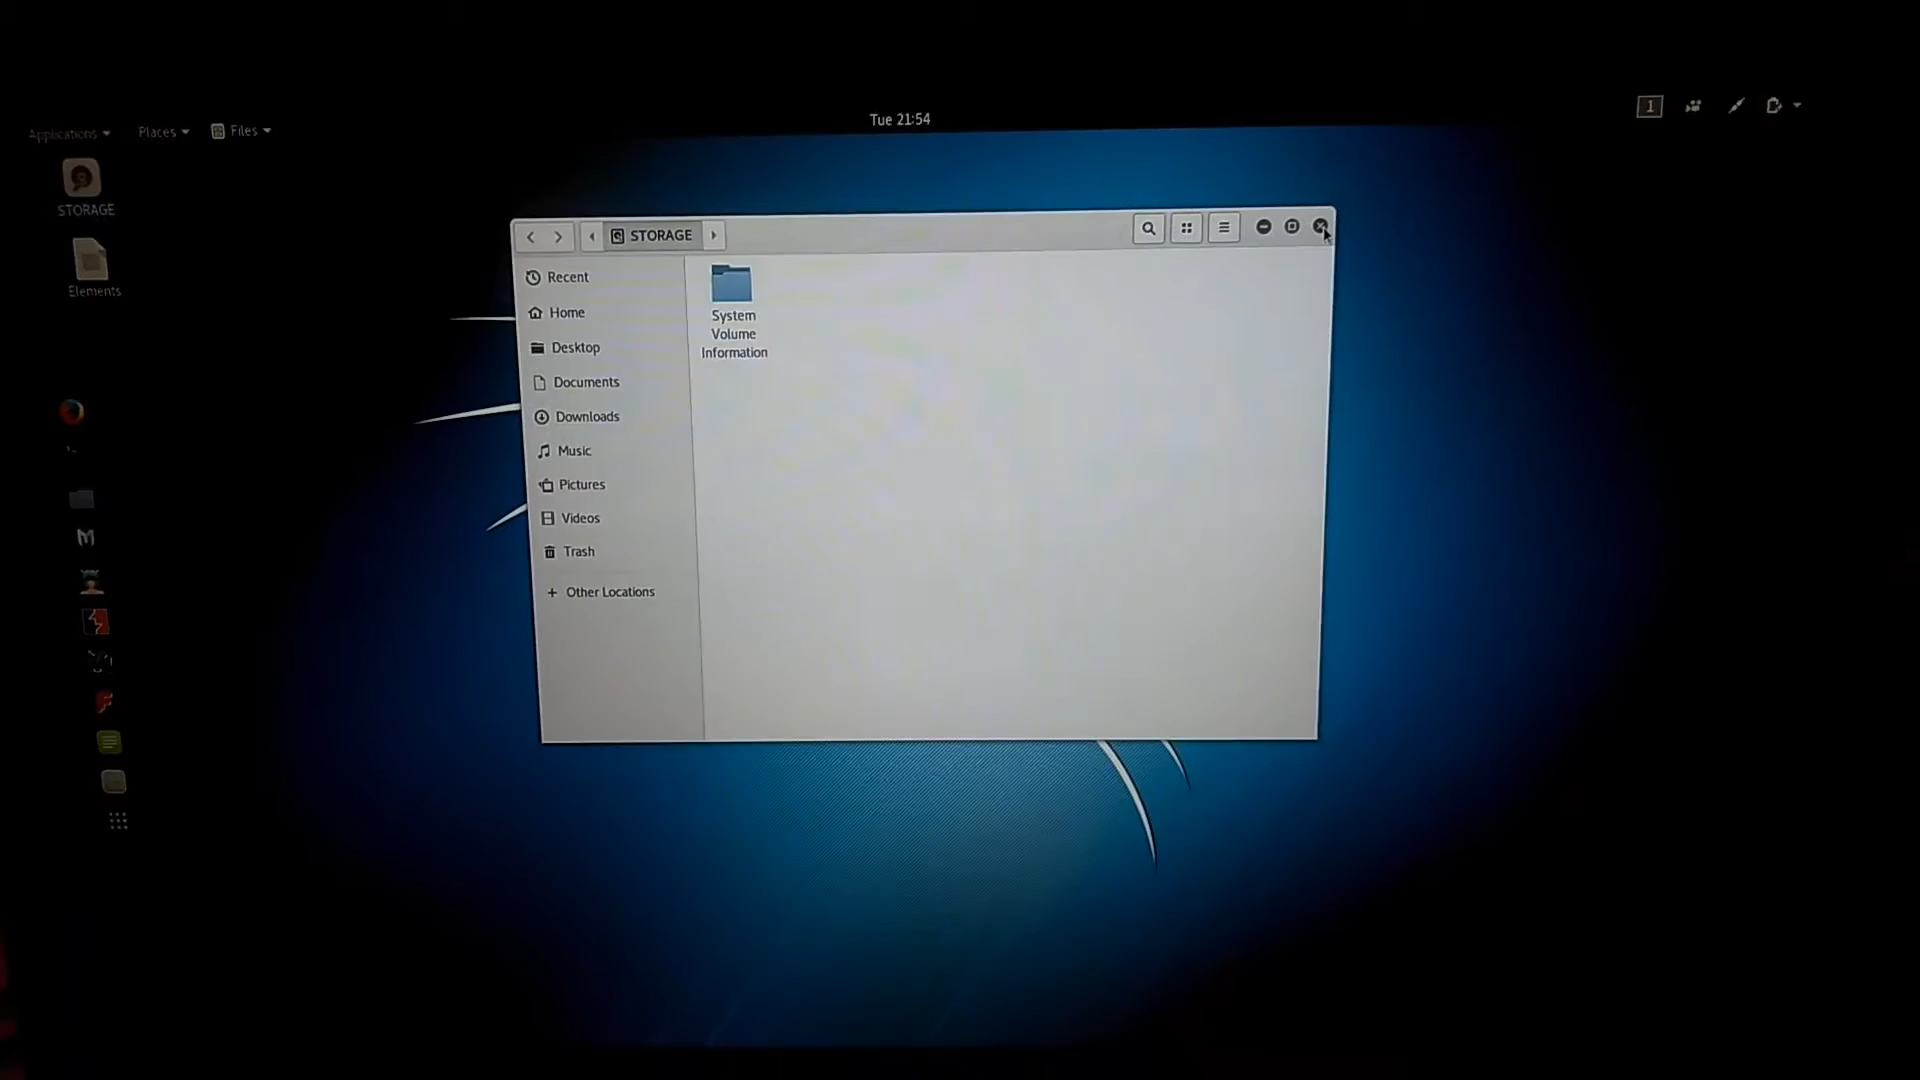 Applications
Places
Files
Tue 21:54
1
STORAGE
Elements
STORAGE
Recent
Home
Desktop
Documents
Downloads
Music
Pictures
Videos
Trash
+ Other Locations
System
Volume
Information